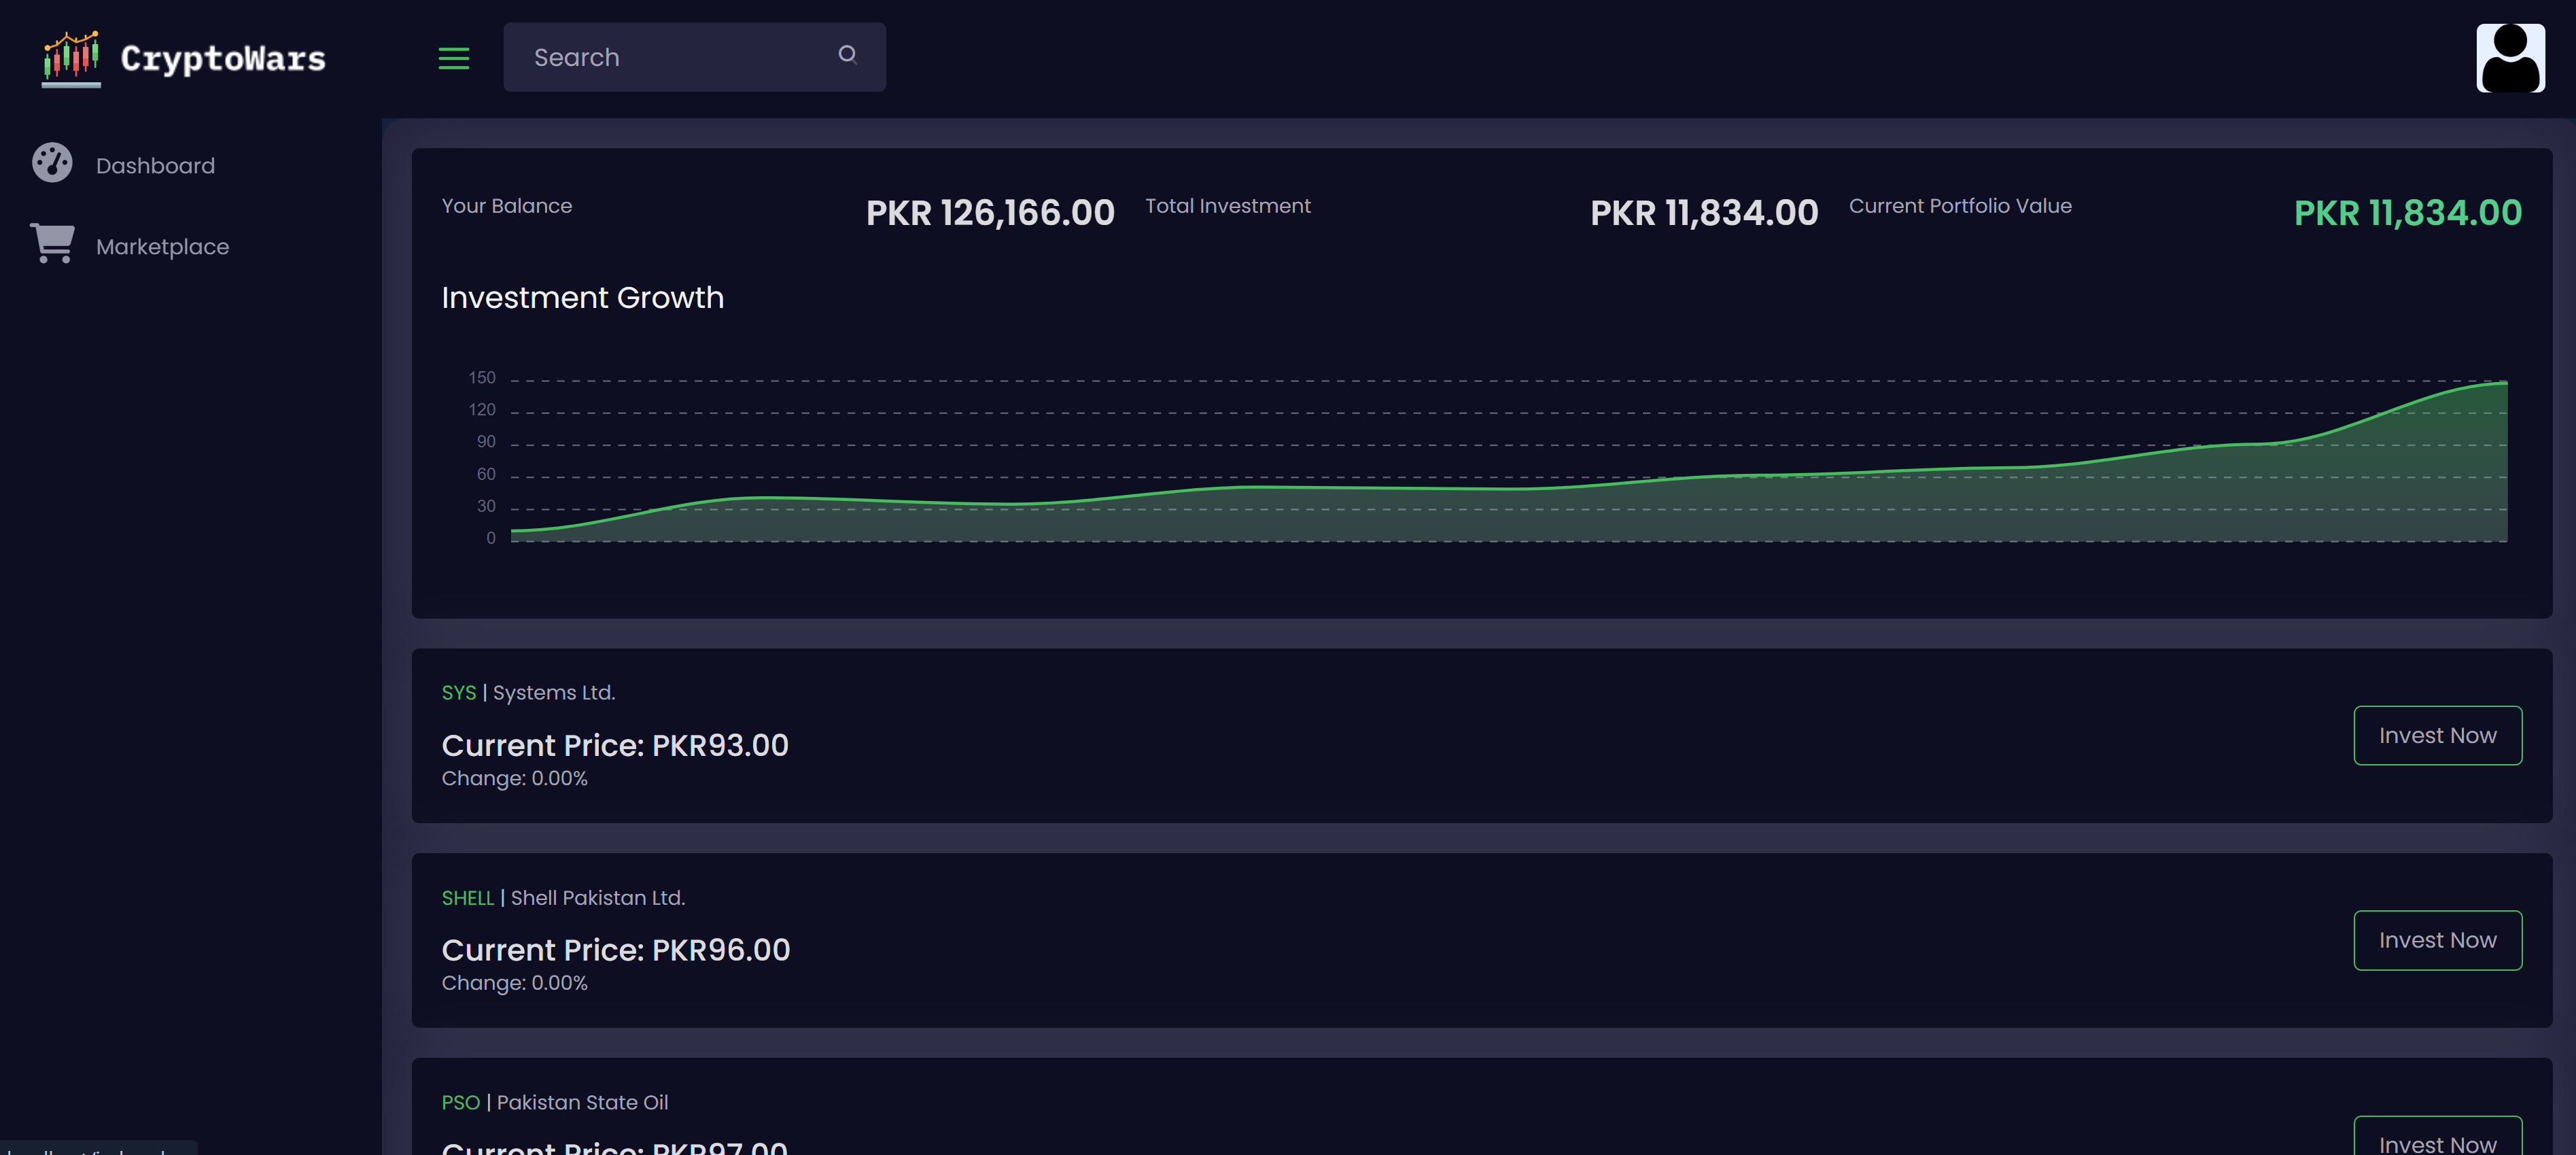 CryptoWars
Search
Dashboard
Marketplace
Your Balance
PKR 126,166.00
Total Investment
PKR 11,834.00
Current Portfolio Value
PKR 11,834.00
Investment Growth
150
120
90
60
30
0
SYS | Systems Ltd.
Current Price: PKR93.00
Change: 0.00%
Invest Now
SHELL | Shell Pakistan Ltd.
Current Price: PKR96.00
Change: 0.00%
Invest Now
PSO | Pakistan State Oil
Current Price: PKR97.00
Invest Now